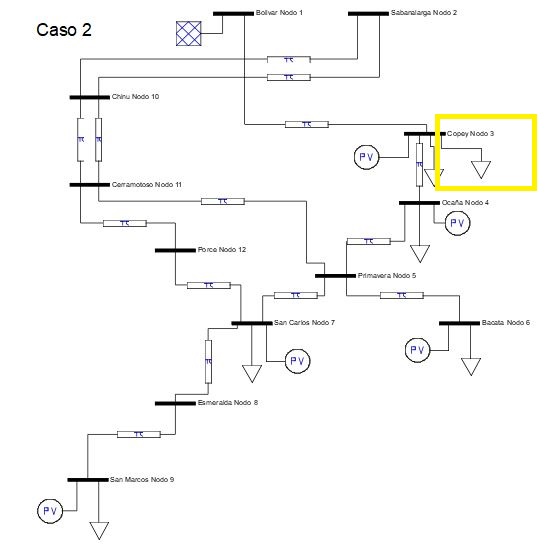 Caso 2
Bolivar Nodo 1
Sabanalarga Nodo 2
π
π
Chinu Nodo 10
π
π
π
Copey Nodo 3
PV
π
Cerramotoso Nodo 11
π
Ocaña Nodo 4
π
PV
π
Porce Nodo 12
Primavera Nodo 5
π
π
π
San Carlos Nodo 7
Bacata Nodo 6
PV
PV
π
Esmeralda Nodo 8
π
San Marcos Nodo 9
PV